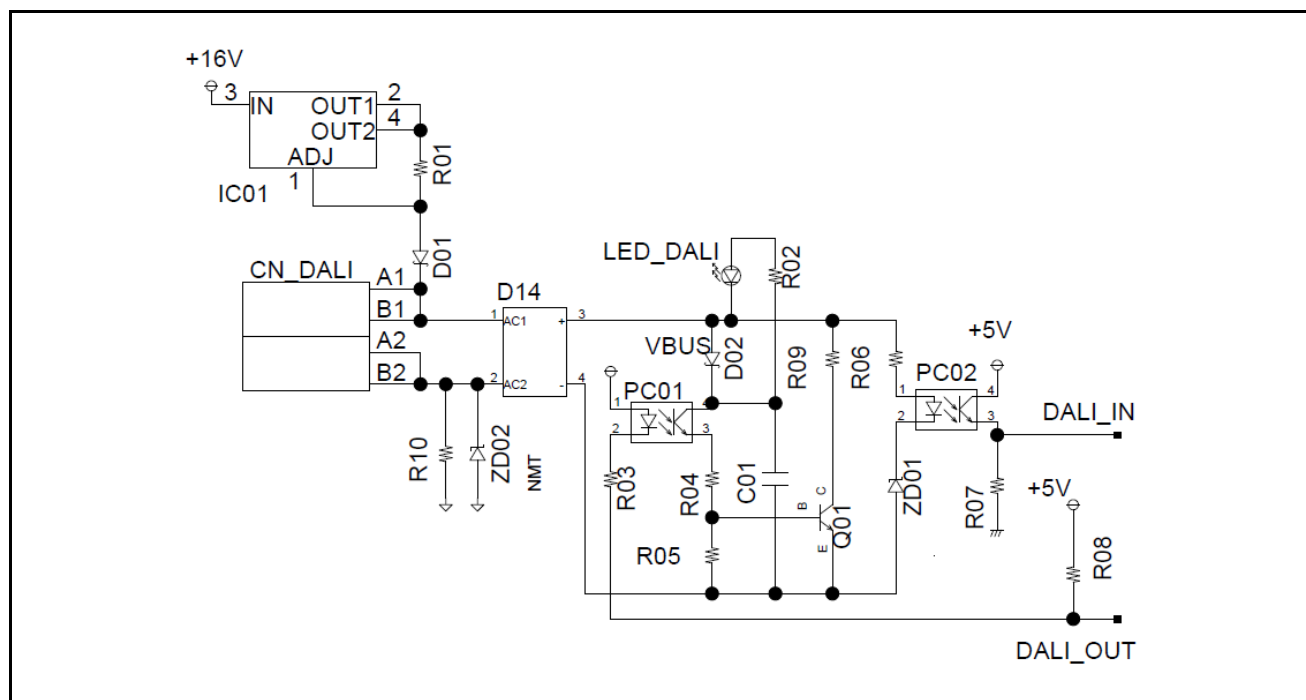 +16V
3
IN
OUT1
2
OUT2
4
ADJ
1
IC01
R01
D01
CN_DALI
A1
B1
A2
B2
D14
1
AC1
+
3
2
AC2
-
4
R10
ZD02
NMT
LED_DALI
R02
VBUS
D02
R09
R06
+5V
PC01
1
4
2
3
PC02
1
4
2
3
DALI_IN
R03
R04
C01
B
C
E
Q01
ZD01
R07
+5V
R05
R08
DALI_OUT